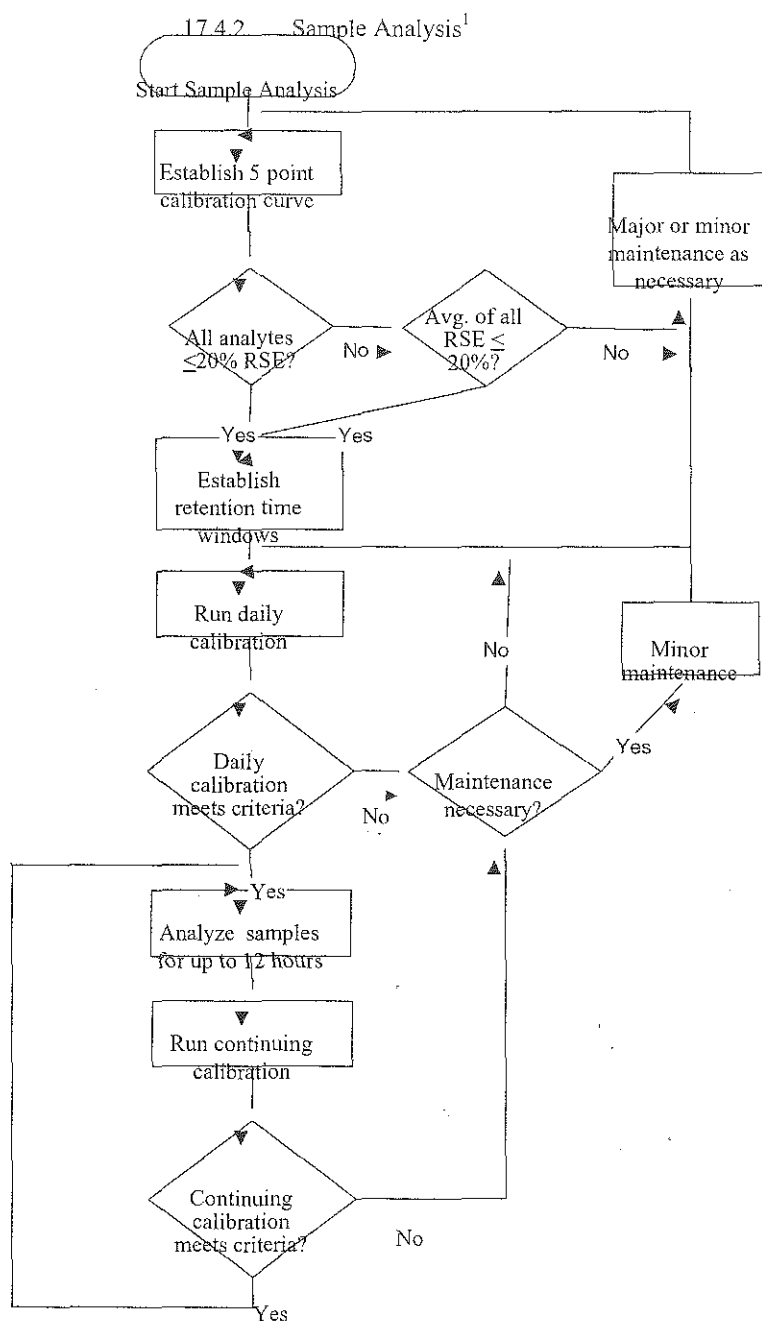 17.4.2 Sample Analysis1
Start Sample Analysis
Establish 5 point
calibration curve
Major or minor
maintenance as
necessary
All analytes
≤20% RSE?
No
Avg. of all
RSE ≤
20%?
No
Yes
Yes
Establish
retention time
windows
Run daily
calibration
No
Minor
maintenance
Daily
calibration
meets criteria?
No
Maintenance
necessary?
Yes
Yes
Analyze samples
for up to 12 hours
Run continuing
calibration
Continuing
calibration
meets criteria?
No
Yes